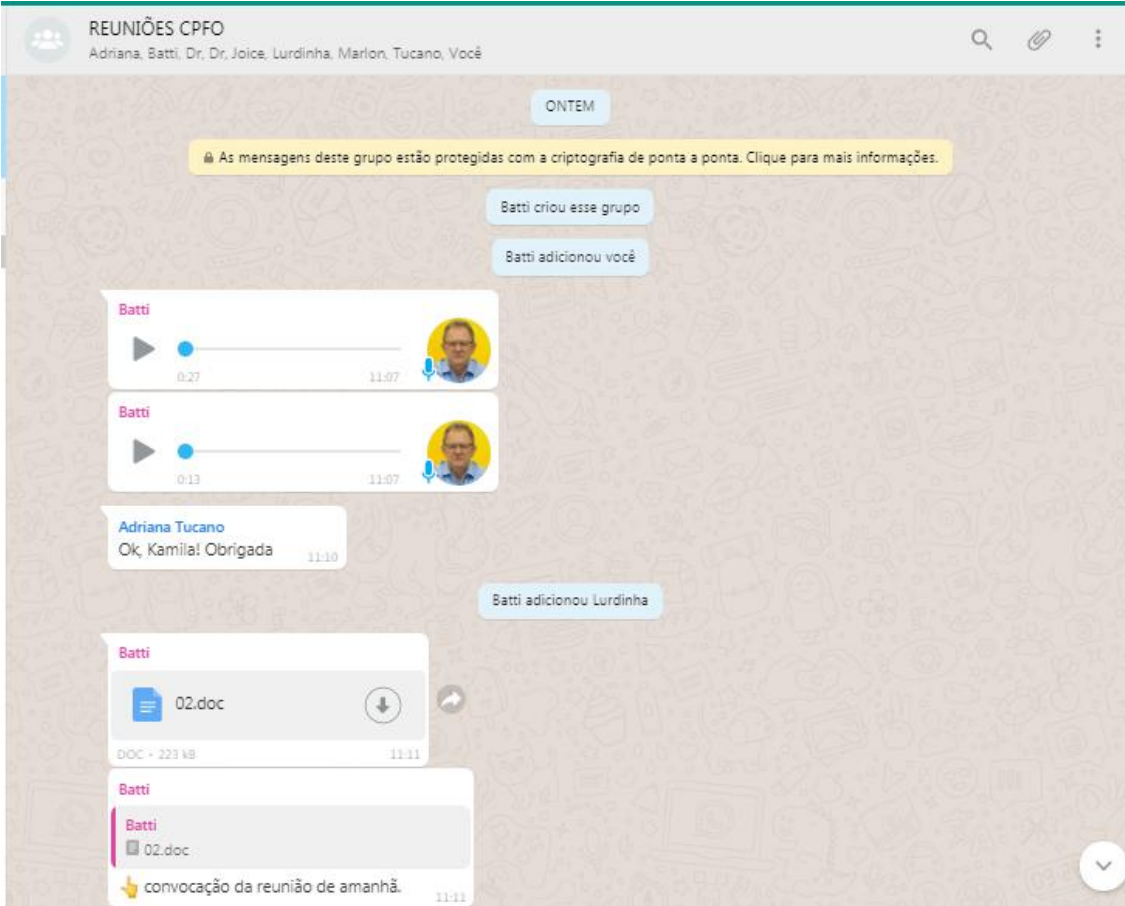 REUNIÕES CPFO
Adriana, Batti, Dr, Dr, Joice, Lurdinha, Marlon, Tucano, Você
ONTEM
As mensagens deste grupo estão protegidas com a criptografia de ponta a ponta. Clique para mais informações.
Batti criou esse grupo
Batti adicionou você
Batti
0:27 11:07
Batti
0:13 11:07
Adriana Tucano
Ok, Kamila! Obrigada 11:10
Batti adicionou Lurdinha
Batti
02.doc
DOC • 223 kB 11:11
Batti
Batti
02.doc
👆 convocação da reunião de amanhã. 11:11